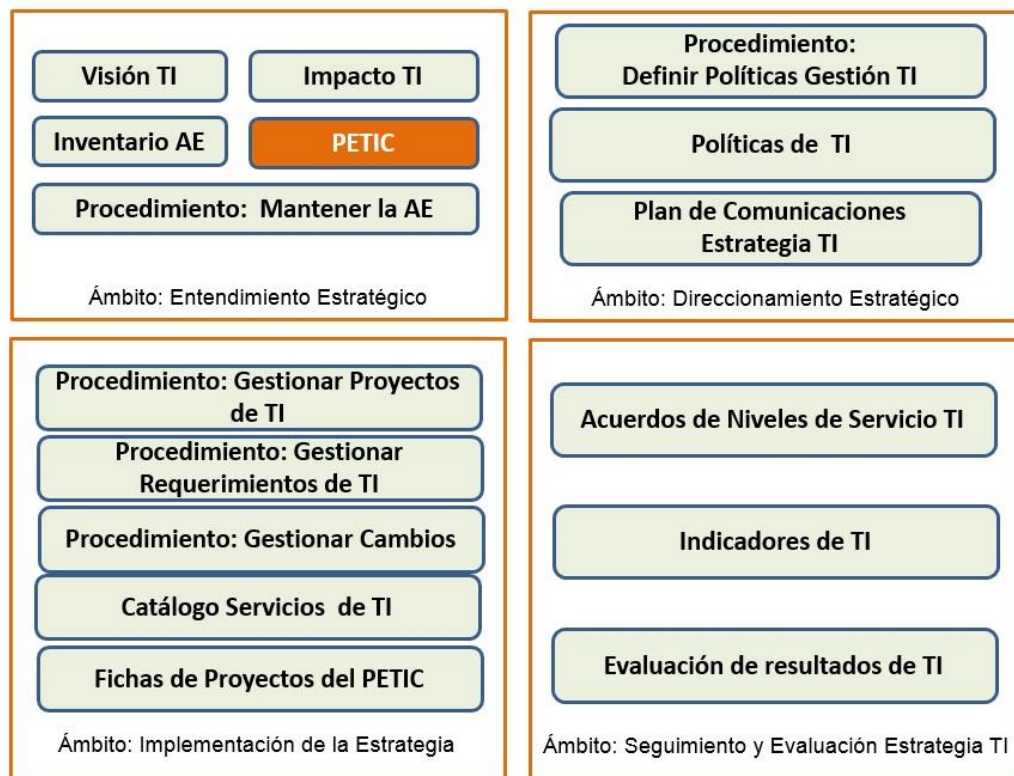 Visión TI
Impacto TI
Inventario AE
PETIC
Procedimiento: Mantener la AE
Ámbito: Entendimiento Estratégico
Procedimiento:
Definir Políticas Gestión TI
Políticas de TI
Plan de Comunicaciones
Estrategia TI
Ámbito: Direccionamiento Estratégico
Procedimiento: Gestionar Proyectos
de TI
Procedimiento: Gestionar
Requerimientos de TI
Procedimiento: Gestionar Cambios
Catálogo Servicios de TI
Fichas de Proyectos del PETIC
Ámbito: Implementación de la Estrategia
Acuerdos de Niveles de Servicio TI
Indicadores de TI
Evaluación de resultados de TI
Ámbito: Seguimiento y Evaluación Estrategia TI